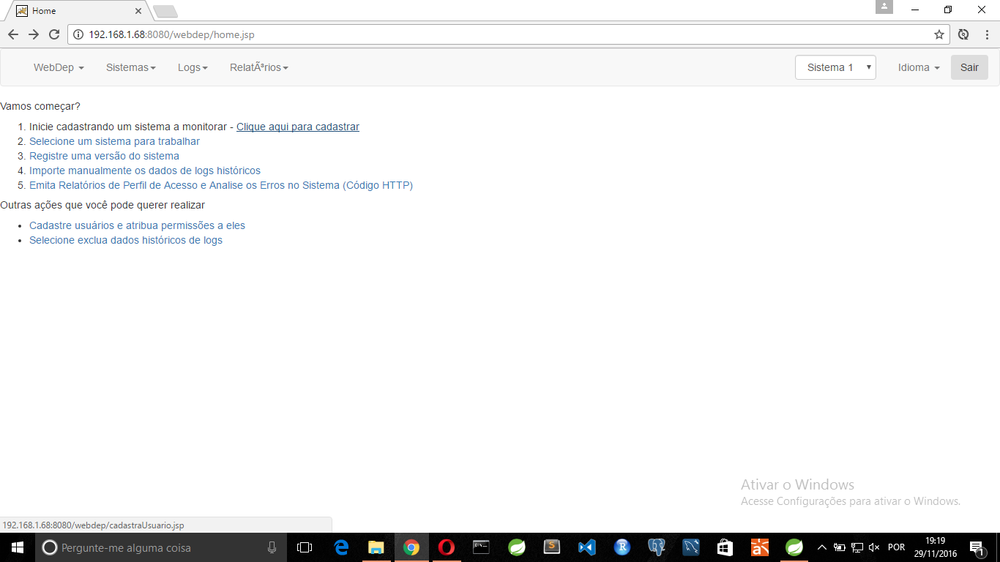 Home
192.168.1.68:8080/webdep/home.jsp
WebDep Sistemas Logs RelatÃ³rios Sistema 1 Idioma Sair
Vamos começar?
1. Inicie cadastrando um sistema a monitorar - Clique aqui para cadastrar
2. Selecione um sistema para trabalhar
3. Registre uma versão do sistema
4. Importe manualmente os dados de logs históricos
5. Emita Relatórios de Perfil de Acesso e Analise os Erros no Sistema (Código HTTP)
Outras ações que você pode querer realizar
• Cadastre usuários e atribua permissões a eles
• Selecione exclua dados históricos de logs
Ativar o Windows
Acesse Configurações para ativar o Windows.
192.168.1.68:8080/webdep/cadastraUsuario.jsp
Pergunte-me alguma coisa
POR
19:19
29/11/2016
1